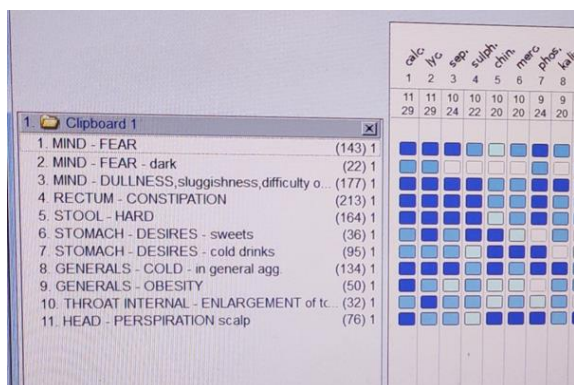 calc. lyc. sep. sulph. chin. merc. phos. kali
1 2 3 4 5 6 7 8
11 11 10 10 10 10 9 9
29 29 24 22 20 20 24 20
1. Clipboard 1
1. MIND - FEAR (143) 1
2. MIND - FEAR - dark (22) 1
3. MIND - DULLNESS,sluggishness,difficulty o... (177) 1
4. RECTUM - CONSTIPATION (213) 1
5. STOOL - HARD (164) 1
6. STOMACH - DESIRES - sweets (36) 1
7. STOMACH - DESIRES - cold drinks (95) 1
8. GENERALS - COLD - in general agg. (134) 1
9. GENERALS - OBESITY (50) 1
10. THROAT INTERNAL - ENLARGEMENT of tc... (32) 1
11. HEAD - PERSPIRATION scalp (76) 1